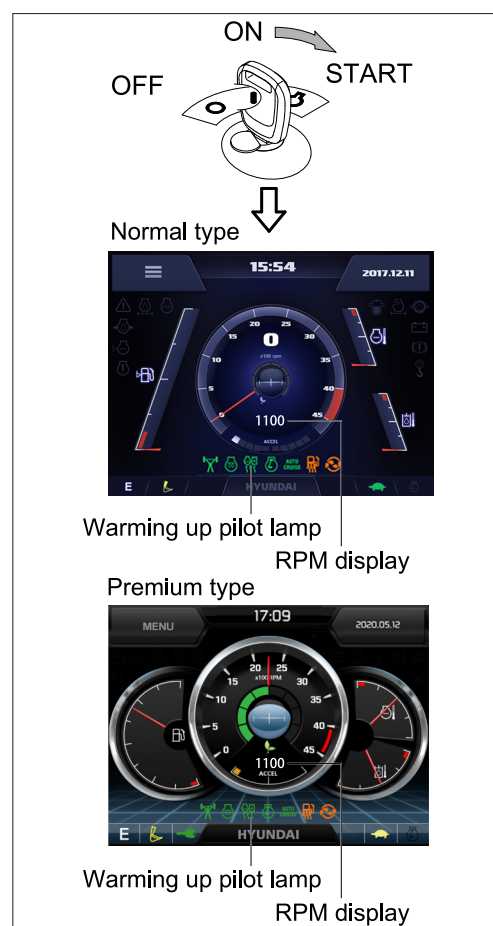 ON
START
OFF
Normal type
15:54
2017.12.11
20 25
15 30
0
x100 rpm
10 35
5 40
0 45
1100
ACCEL
AUTO
CRUISE
E
HYUNDAI
Warming up pilot lamp
RPM display
Premium type
MENU
17:09
2020.05.12
20 25
15 30
x100 RPM
10 35
5 40
0 45
1100
ACCEL
AUTO
CRUISE
E
HYUNDAI
Warming up pilot lamp
RPM display